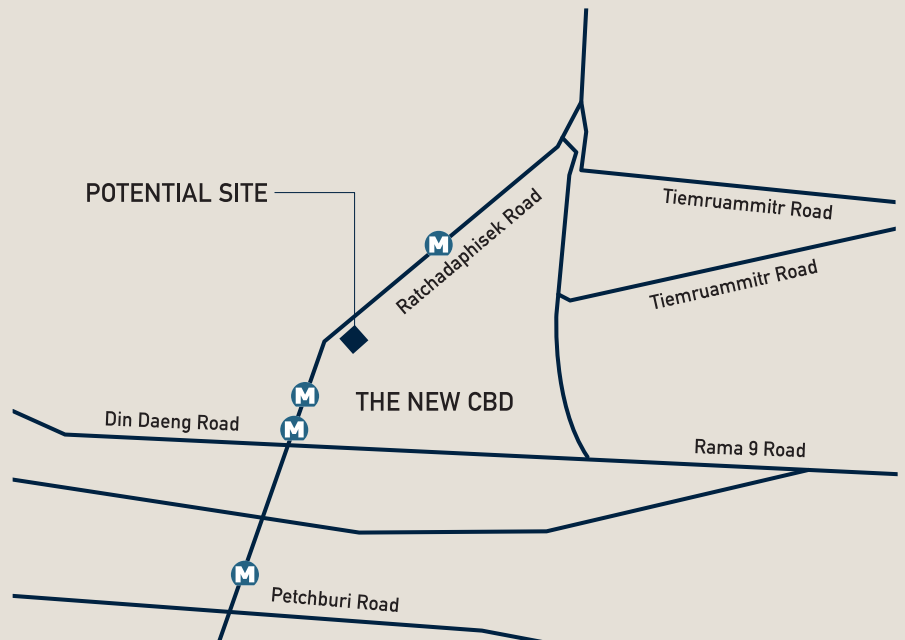 Tiemruammitr Road
POTENTIAL SITE
M
Ratchadaphisek Road
Tiemruammitr Road
M
THE NEW CBD
M
Din Daeng Road
Rama 9 Road
M
Petchburi Road